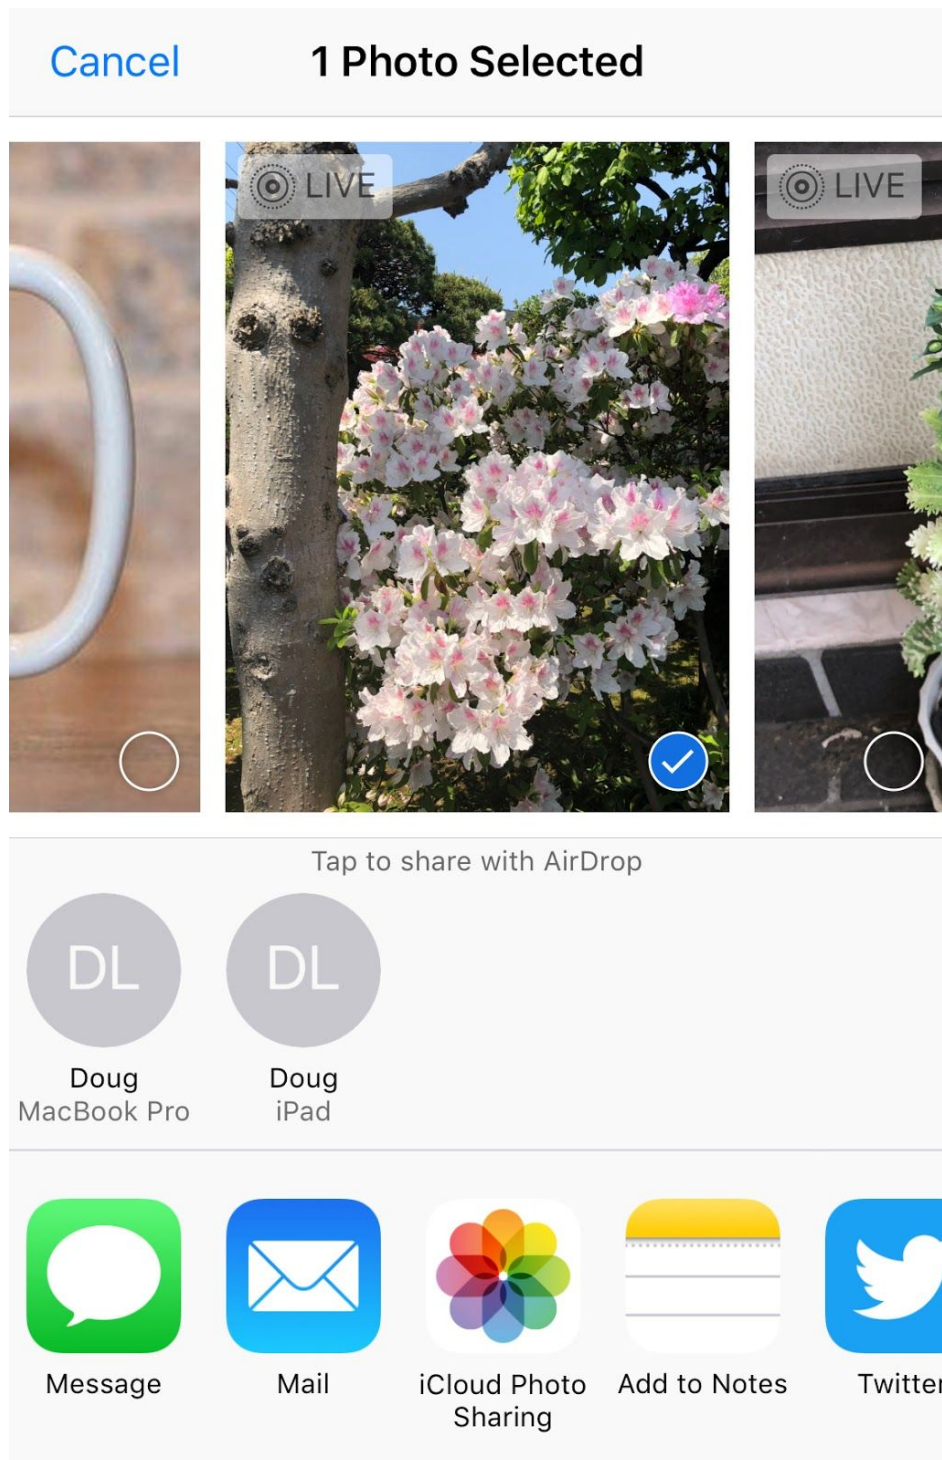 Cancel
1 Photo Selected
LIVE
LIVE
Tap to share with AirDrop
DL
DL
Doug
MacBook Pro
Doug
iPad
Message
Mail
iCloud Photo
Sharing
Add to Notes
Twitter